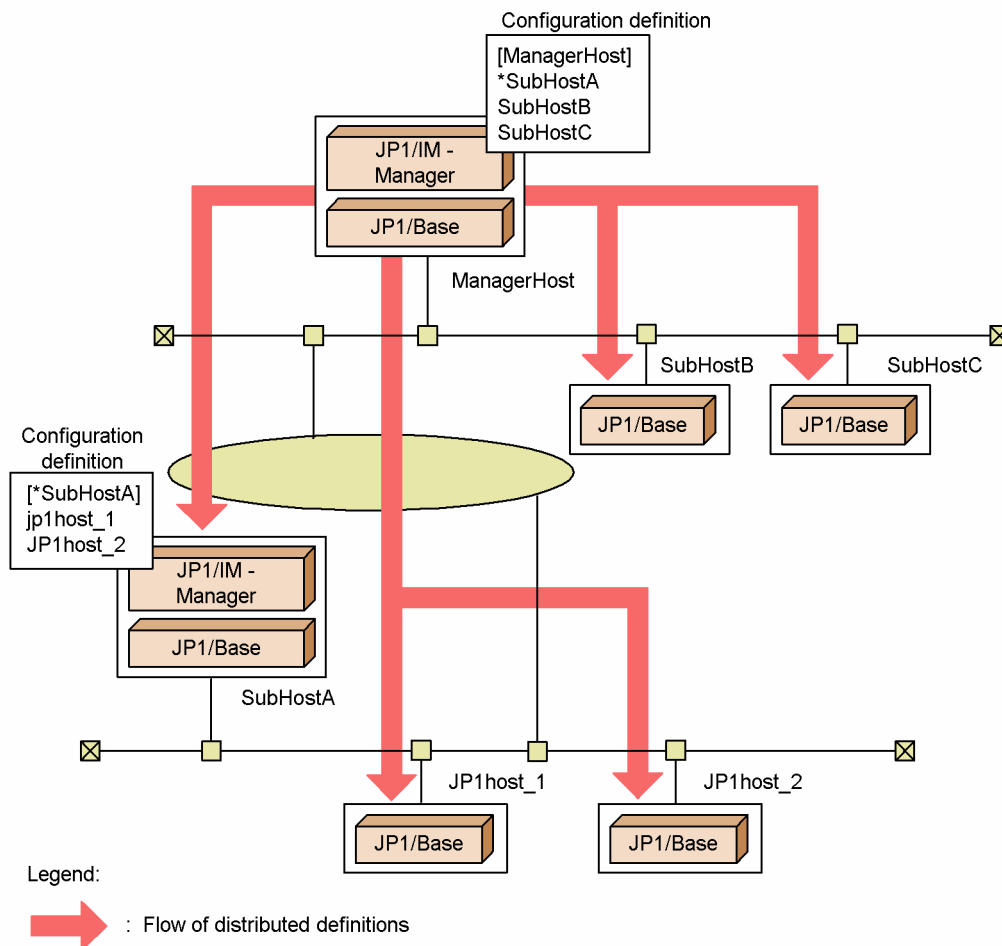 Configuration definition
[ManagerHost]
*SubHostA
SubHostB
SubHostC
JP1/IM -
Manager
JP1/Base
ManagerHost
SubHostB
JP1/Base
SubHostC
JP1/Base
Configuration
definition
[*SubHostA]
jp1host_1
JP1host_2
JP1/IM -
Manager
JP1/Base
SubHostA
JP1host_1
JP1/Base
JP1host_2
JP1/Base
Legend:
: Flow of distributed definitions